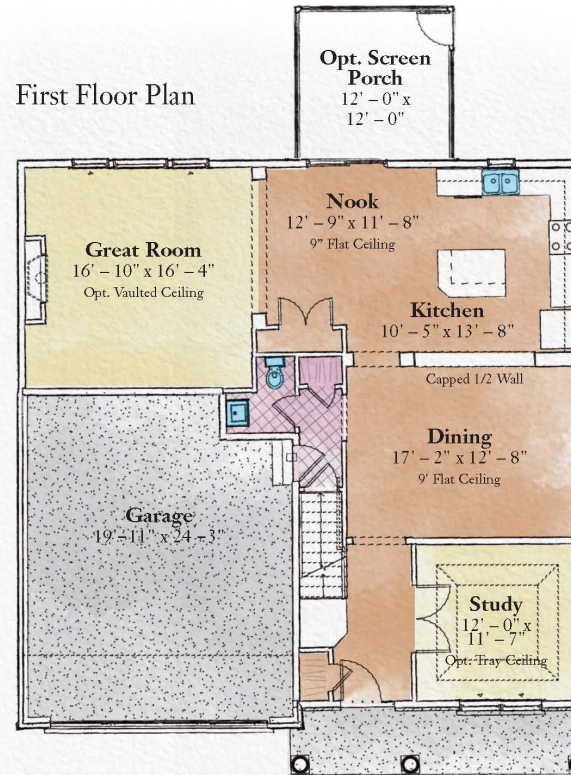 First Floor Plan
Opt. Screen
Porch
12' – 0" x
12' – 0"
Nook
12' – 9" x 11' – 8"
9" Flat Ceiling
Great Room
16' – 10" x 16' – 4"
Opt. Vaulted Ceiling
Kitchen
10' – 5" x 13' – 8"
Capped 1/2 Wall
Dining
17' – 2" x 12' – 8"
9' Flat Ceiling
Garage
19' – 11" x 24 – 3"
Study
12' – 0" x
11' – 7"
Opt. Tray Ceiling